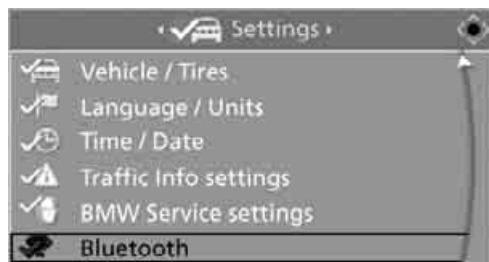 Settings
Vehicle / Tires
Language / Units
Time / Date
Traffic Info settings
BMW Service settings
Bluetooth